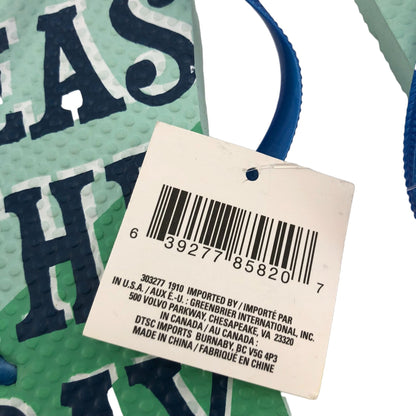 EAS
THE
DAY
6 39277 85820 7
303277 1910 IMPORTED BY / IMPORTÉ PAR
IN U.S.A. / AUX E.-U. : GREENBRIER INTERNATIONAL, INC.
500 VOLVO PARKWAY, CHESAPEAKE, VA 23320
IN CANADA / AU CANADA :
DTSC IMPORTS BURNABY, BC V5G 4P3
MADE IN CHINA / FABRIQUÉ EN CHINE